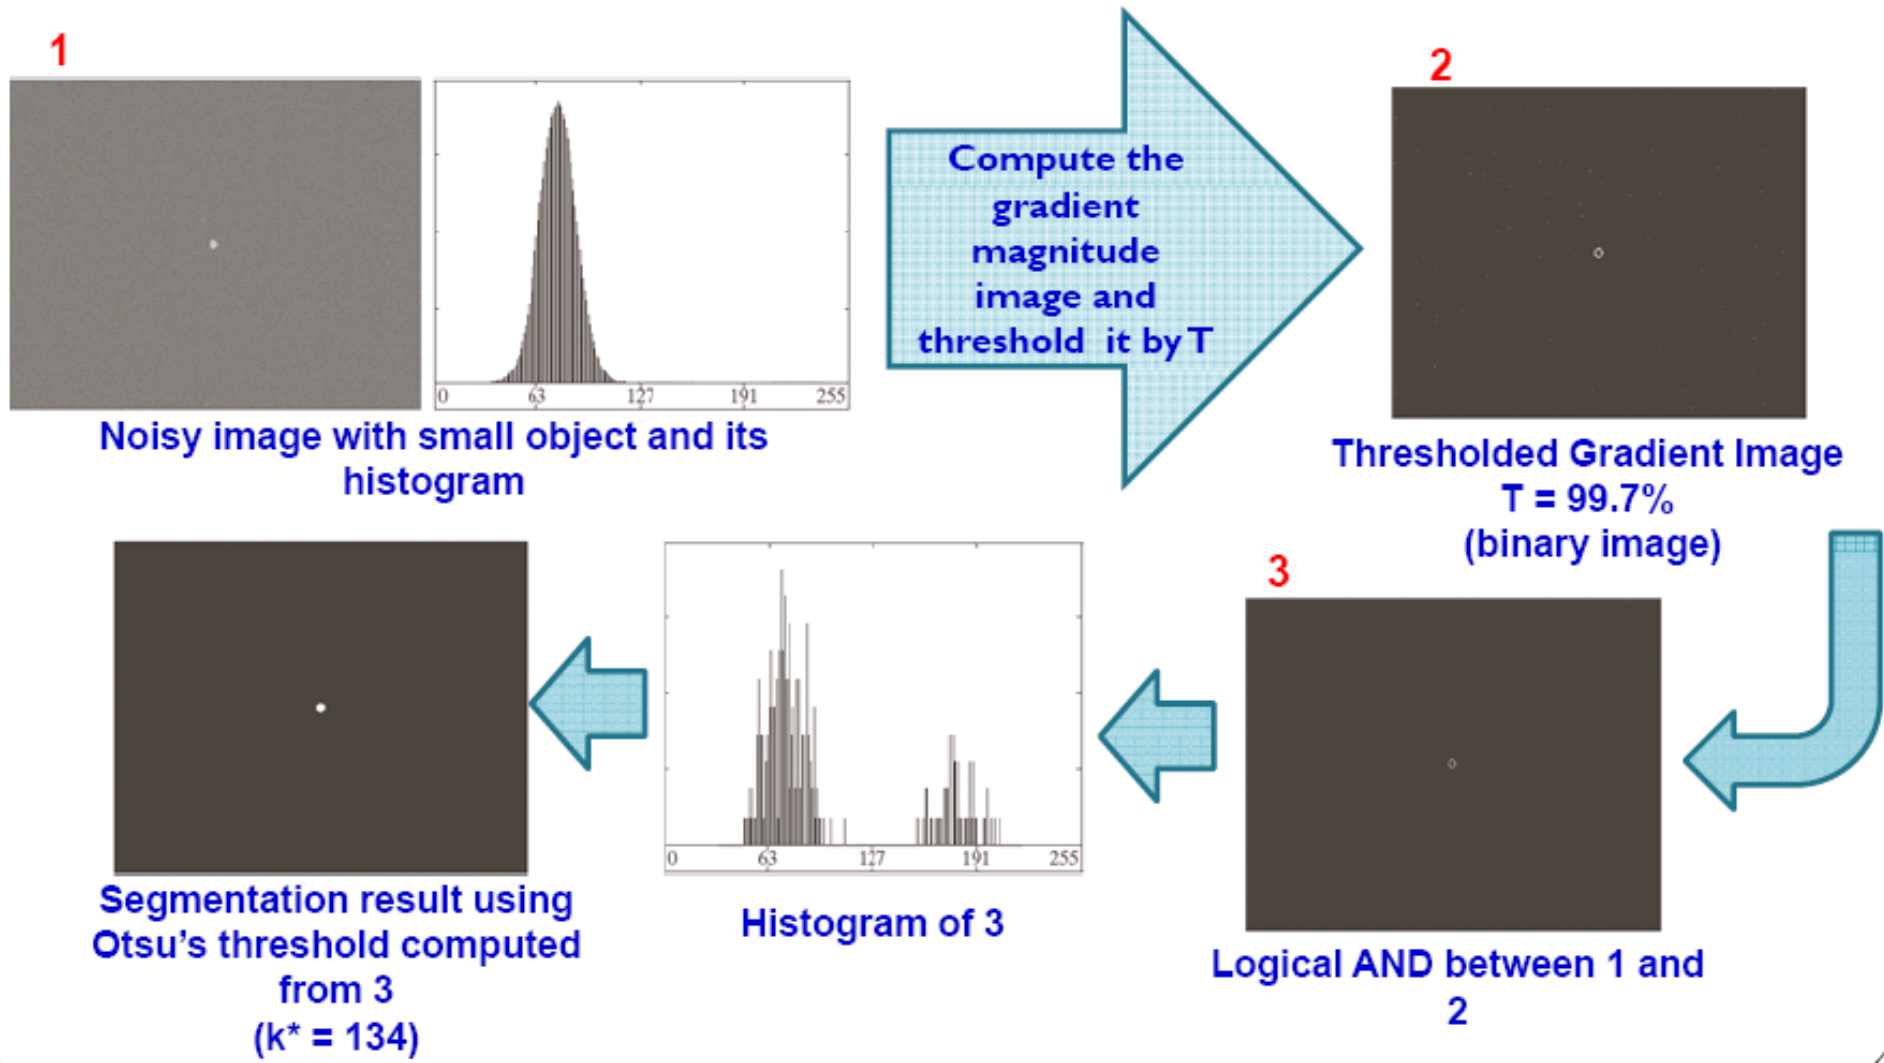 1
Noisy image with small object and its
histogram
0 63 127 191 255
Compute the
gradient
magnitude
image and
threshold it by T
2
Thresholded Gradient Image
T = 99.7%
(binary image)
3
Logical AND between 1 and
2
0 63 127 191 255
Histogram of 3
Segmentation result using
Otsu's threshold computed
from 3
(k* = 134)